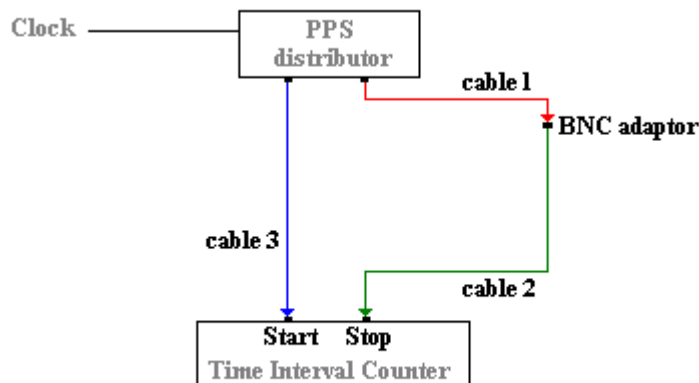 Clock
PPS
distributor
cable 1
BNC adaptor
cable 3
cable 2
Start Stop
Time Interval Counter